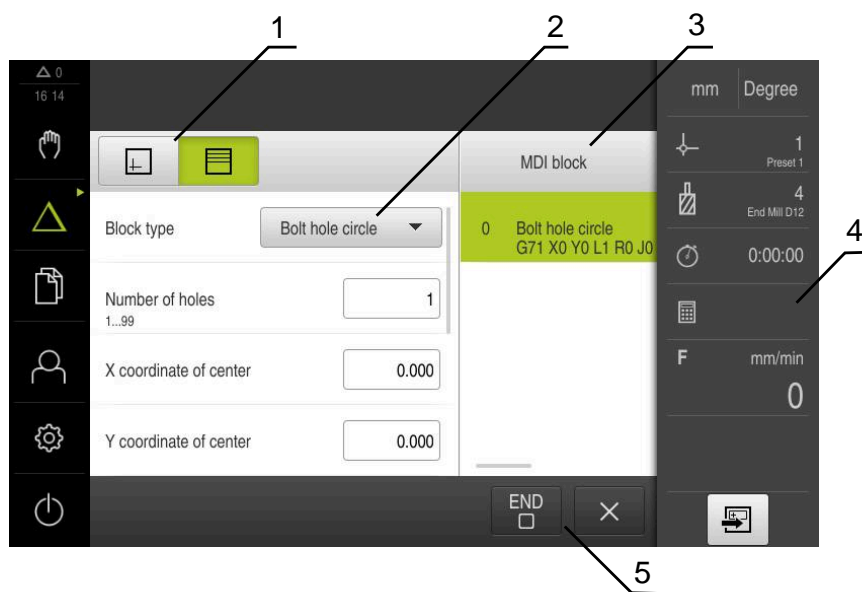 1
2
3
0
16 14
mm Degree
1
Preset 1
MDI block
4
End Mill D12
Block type
Bolt hole circle
0 Bolt hole circle
G71 X0 Y0 L1 R0 J0
4
0:00:00
Number of holes
1...99
1
F mm/min
0
X coordinate of center
0.000
Y coordinate of center
0.000
END
5